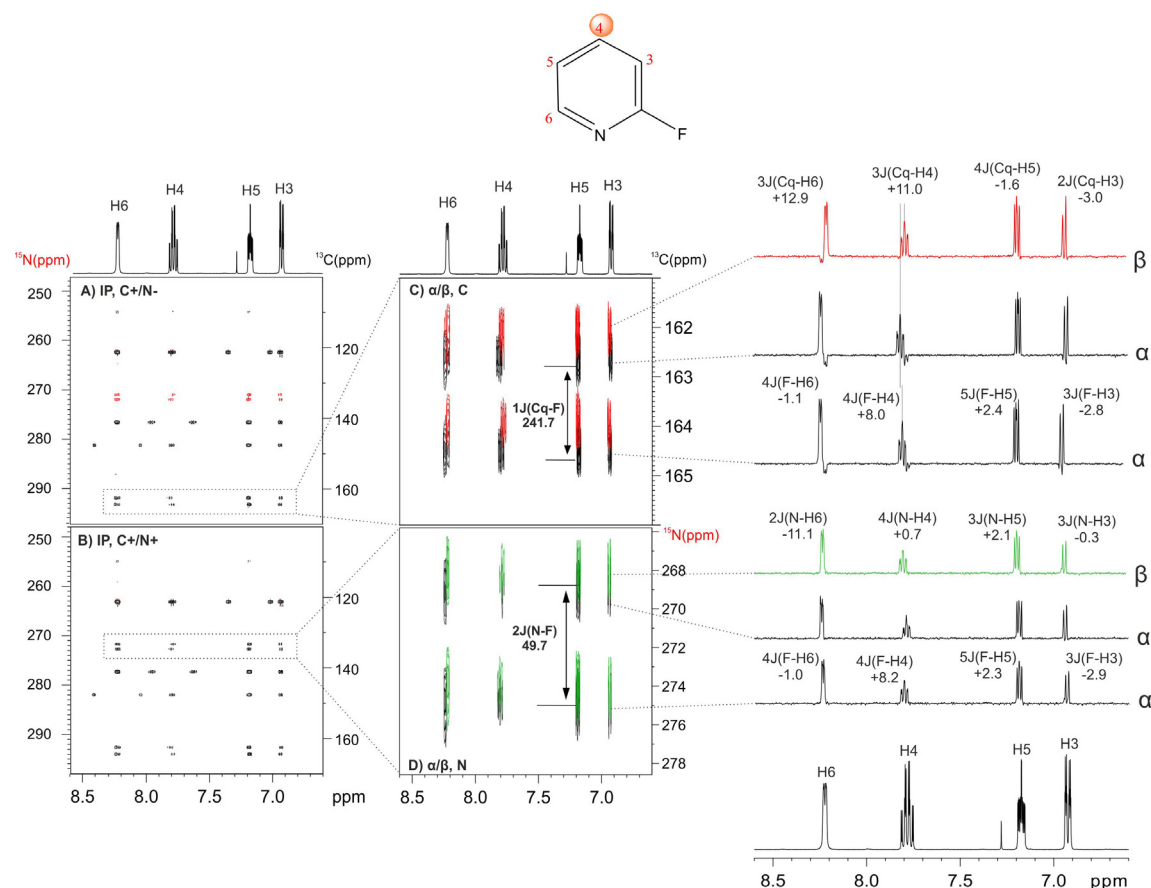 4
5
3
6
N
F
H6
H4
H5
H3
15N(ppm)
13C(ppm)
A) IP, C+/N-
250
260
270
280
290
120
140
160
B) IP, C+/N+
250
260
270
280
290
120
140
160
8.5
8.0
7.5
7.0
ppm
H6
H4
H5
H3
13C(ppm)
C) α/β, C
1J(Cq-F)
241.7
162
163
164
165
15N(ppm)
2J(N-F)
49.7
268
270
272
274
276
278
D) α/β, N
8.5
8.0
7.5
7.0
3J(Cq-H6)
+12.9
3J(Cq-H4)
+11.0
4J(Cq-H5)
-1.6
2J(Cq-H3)
-3.0
β
α
4J(F-H6)
-1.1
4J(F-H4)
+8.0
5J(F-H5)
+2.4
3J(F-H3)
-2.8
α
2J(N-H6)
-11.1
4J(N-H4)
+0.7
3J(N-H5)
+2.1
3J(N-H3)
-0.3
β
α
4J(F-H6)
-1.0
4J(F-H4)
+8.2
5J(F-H5)
+2.3
3J(F-H3)
-2.9
α
H6
H4
H5
H3
8.5
8.0
7.5
7.0
ppm